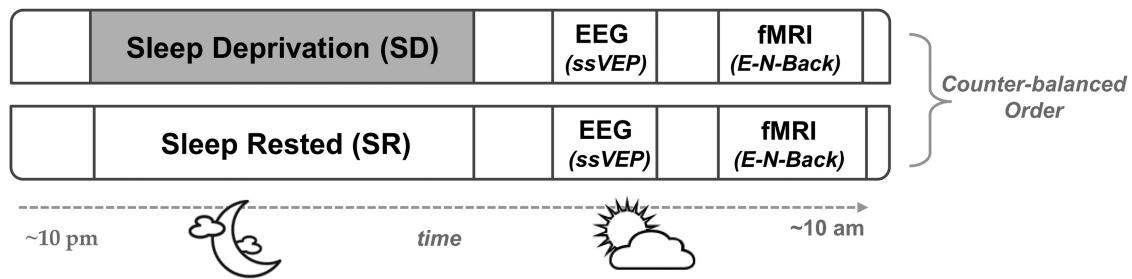 Sleep Deprivation (SD)
EEG
(ssVEP)
fMRI
(E-N-Back)
Sleep Rested (SR)
EEG
(ssVEP)
fMRI
(E-N-Back)
Counter-balanced
Order
~10 pm
time
~10 am